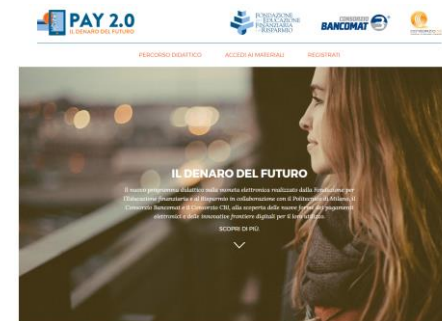 PAY 2.0
IL DENARO DEL FUTURO
FONDAZIONE
PER L'EDUCAZIONE
FINANZIARIA
E AL RISPARMIO
CONSORZIO
BANCOMAT
PERCORSO DIDATTICO ACCEDI AI MATERIALI REGISTRATI
IL DENARO DEL FUTURO
Il nuovo programma didattico sulla moneta elettronica realizzato dalla Fondazione per
l'Educazione finanziaria e al Risparmio in collaborazione con il Politecnico di Milano, il
Consorzio Bancomat e il Consorzio CBI, alla scoperta delle nuove forme dei pagamenti
elettronici e delle innovative frontiere digitali per il loro utilizzo.
SCOPRI DI PIÙ